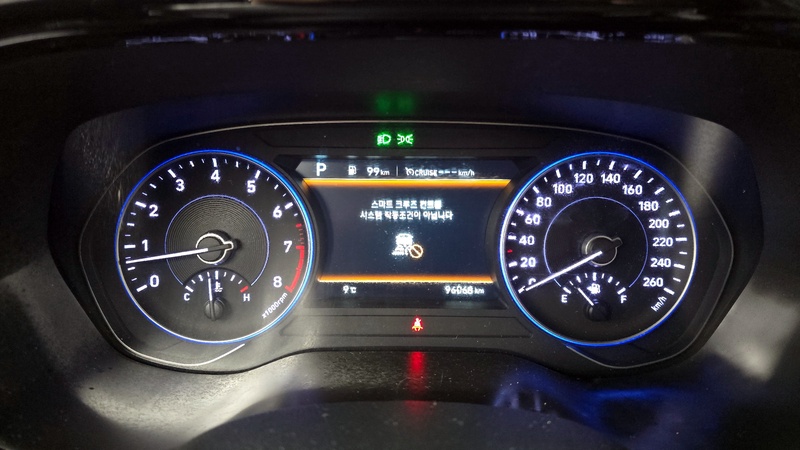 P 99 km CRUISE --- km/h
스마트 크루즈 컨트롤
시스템 작동조건이 아닙니다
9℃ 96068 km
0 1 2 3 4 5 6 7 8
x1000rpm
C H
0 20 40 60 80 100 120 140 160 180 200 220 240 260
km/h
E F